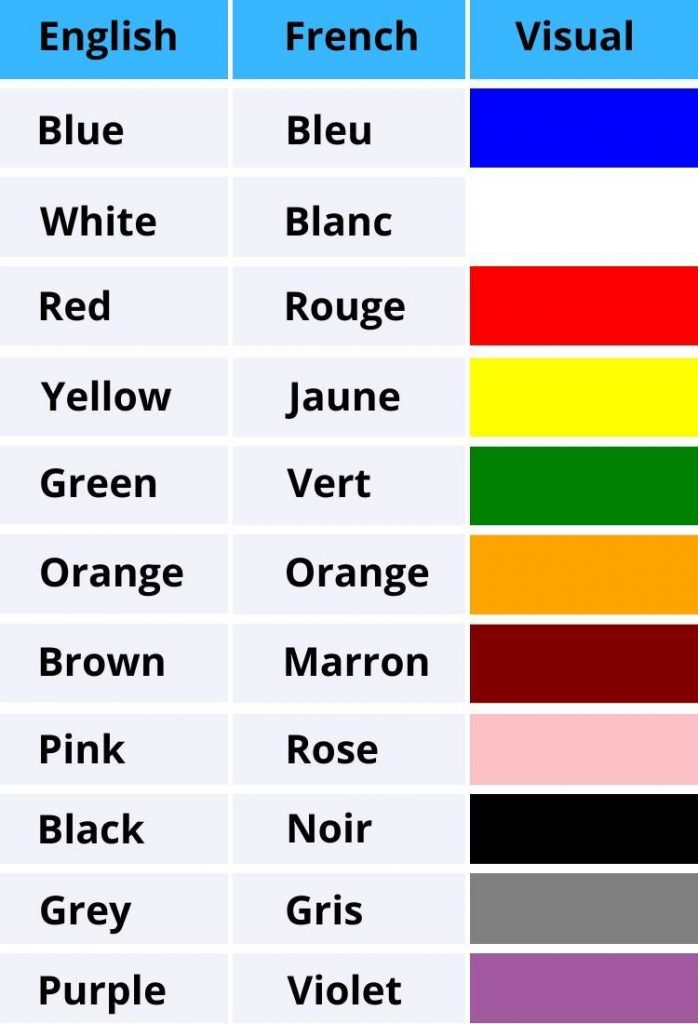 English French Visual
Blue Bleu
White Blanc
Red Rouge
Yellow Jaune
Green Vert
Orange Orange
Brown Marron
Pink Rose
Black Noir
Grey Gris
Purple Violet